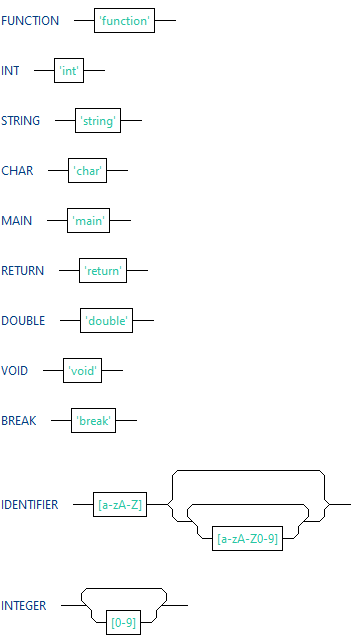 FUNCTION 'function'
INT 'int'
STRING 'string'
CHAR 'char'
MAIN 'main'
RETURN 'return'
DOUBLE 'double'
VOID 'void'
BREAK 'break'
IDENTIFIER [a-zA-Z] [a-zA-Z0-9]
INTEGER [0-9]